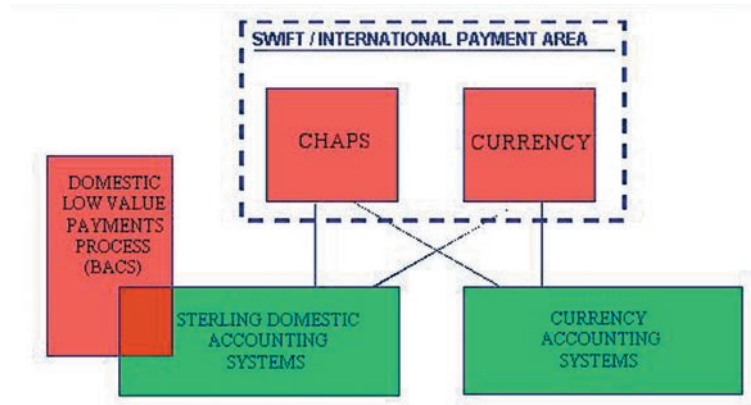 SWIFT / INTERNATIONAL PAYMENT AREA
CHAPS
CURRENCY
DOMESTIC
LOW VALUE
PAYMENTS
PROCESS
(BACS)
STERLING DOMESTIC
ACCOUNTING
SYSTEMS
CURRENCY
ACCOUNTING
SYSTEMS